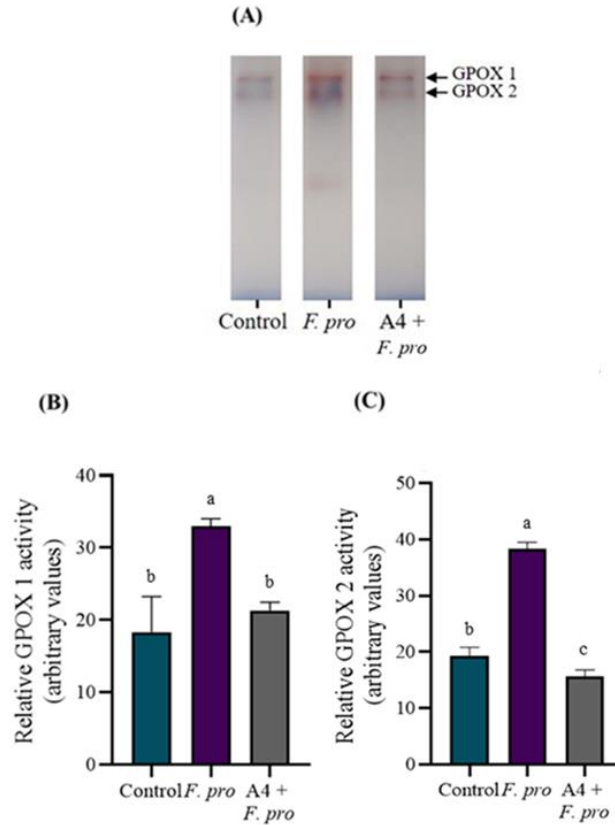 (A)
GPOX 1
GPOX 2
Control
F. pro
A4 +
F. pro
(B)
Relative GPOX 1 activity
(arbitrary values)
40
30
20
10
0
b
a
b
Control
F. pro
A4 +
F. pro
(C)
Relative GPOX 2 activity
(arbitrary values)
50
40
30
20
10
0
b
a
c
Control
F. pro
A4 +
F. pro